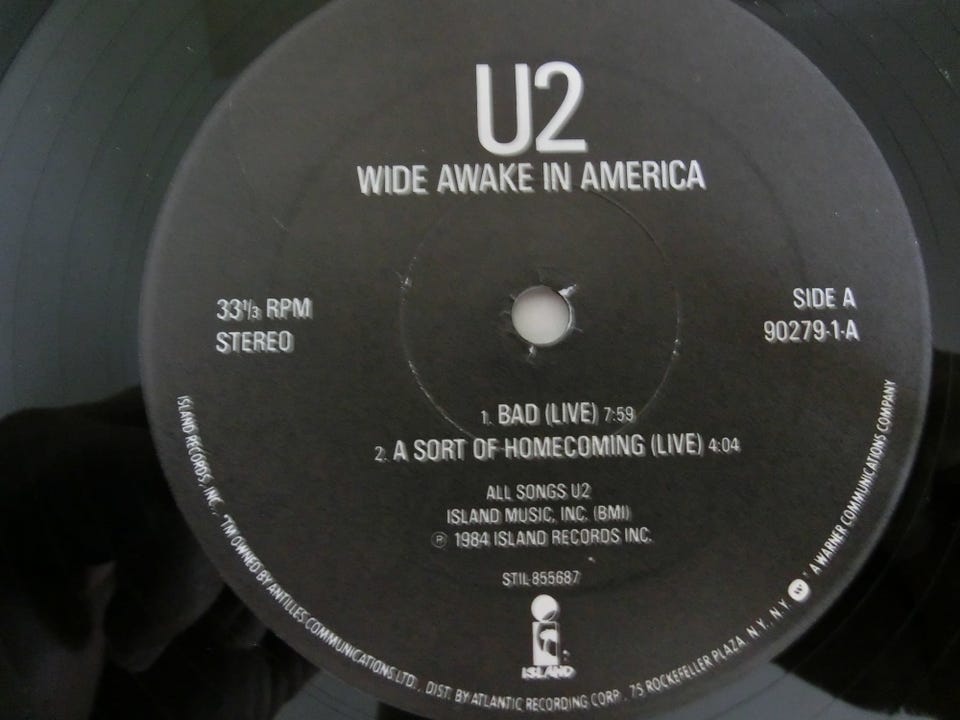 U2
WIDE AWAKE IN AMERICA
33⅓ RPM
STEREO
SIDE A
90279-1-A
1. BAD (LIVE) 7:59
2. A SORT OF HOMECOMING (LIVE) 4:04
ALL SONGS U2
ISLAND MUSIC, INC. (BMI)
℗ 1984 ISLAND RECORDS INC.
STIL-855687
ISLAND
ISLAND RECORDS, INC., *TM OWNED BY ANTILLES COMMUNICATIONS LTD., DIST. BY ATLANTIC RECORDING CORP., 75 ROCKEFELLER PLAZA, N.Y., N.Y. W * A WARNER COMMUNICATIONS COMPANY